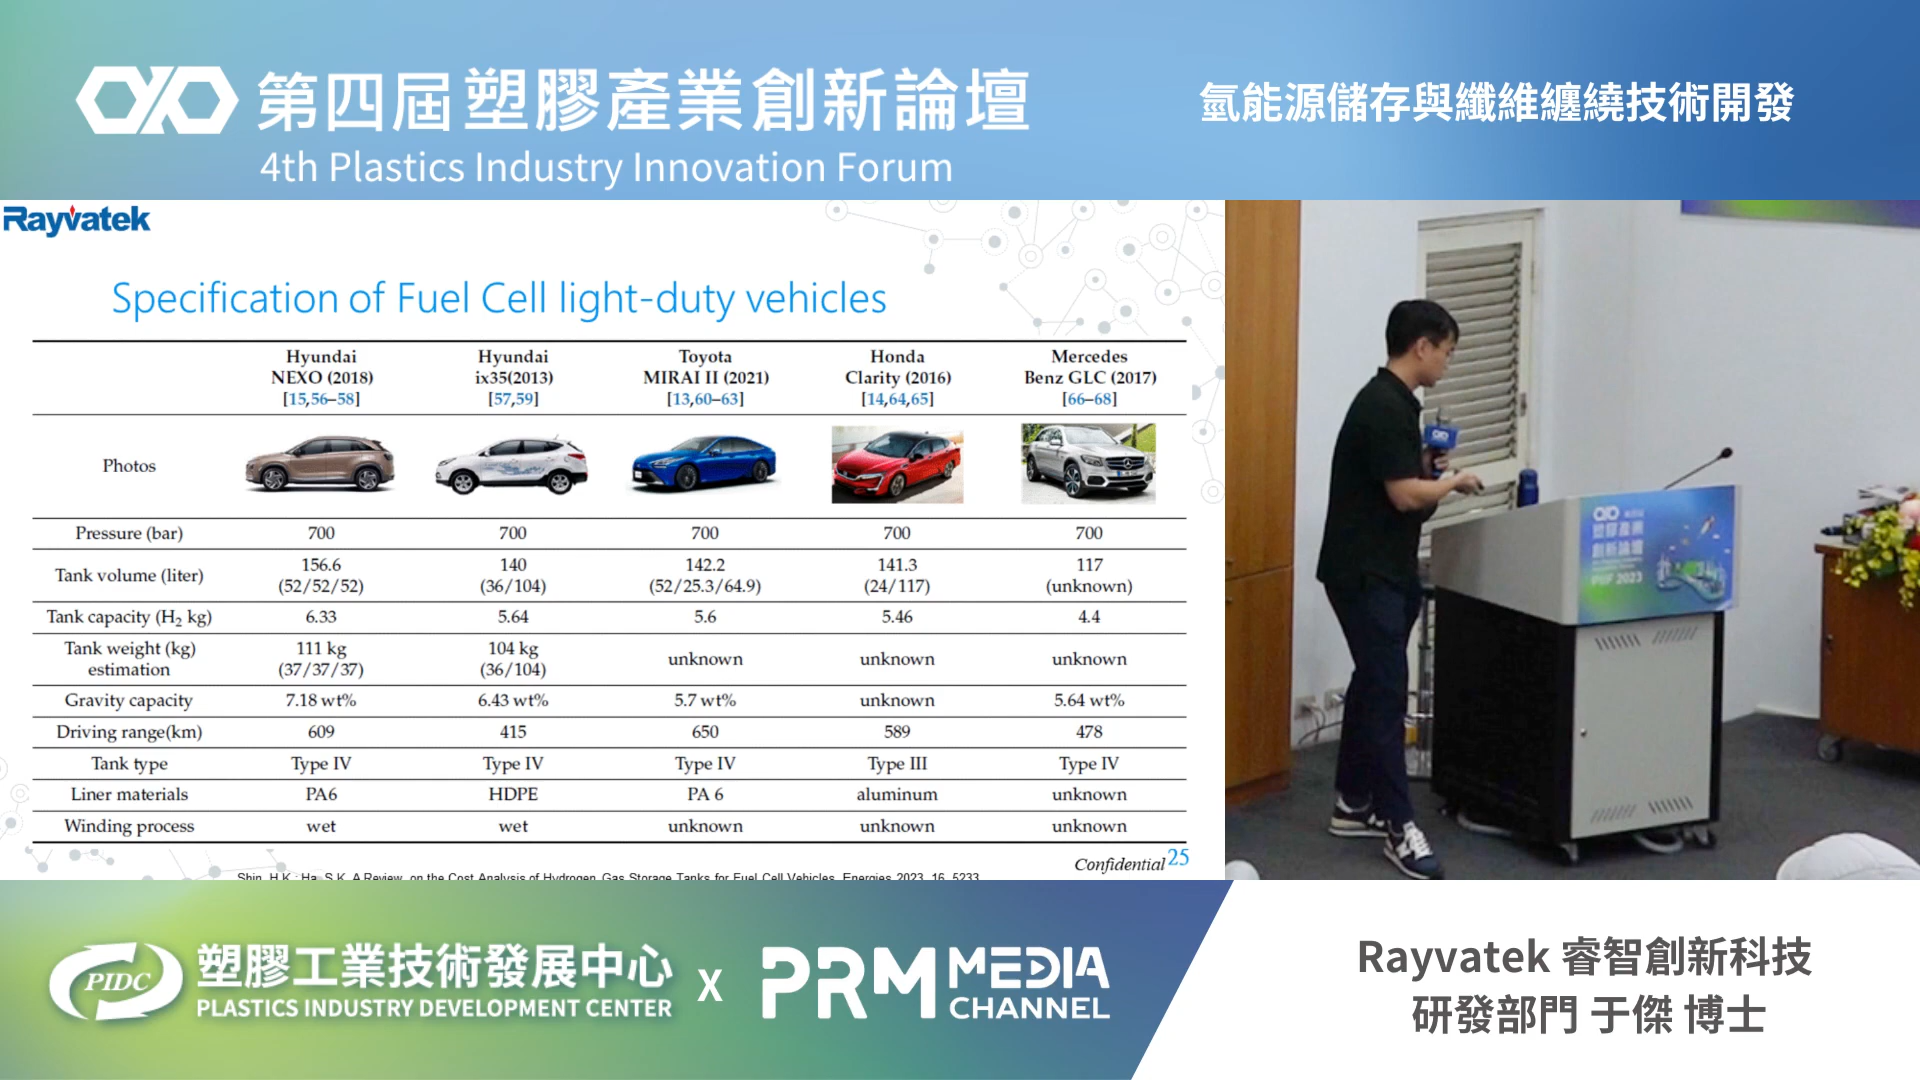 第四屆塑膠產業創新論壇
4th Plastics Industry Innovation Forum
氫能源儲存與纖維纏繞技術開發
Rayvatek
Specification of Fuel Cell light-duty vehicles
Hyundai NEXO (2018) [15,56–58] Hyundai ix35(2013) [57,59] Toyota MIRAI II (2021) [13,60–63] Honda Clarity (2016) [14,64,65] Mercedes Benz GLC (2017) [66–68]
Photos
Pressure (bar) 700 700 700 700 700
Tank volume (liter) 156.6 (52/52/52) 140 (36/104) 142.2 (52/25.3/64.9) 141.3 (24/117) 117 (unknown)
Tank capacity (H2 kg) 6.33 5.64 5.6 5.46 4.4
Tank weight (kg) estimation 111 kg (37/37/37) 104 kg (36/104) unknown unknown unknown
Gravity capacity 7.18 wt% 6.43 wt% 5.7 wt% unknown 5.64 wt%
Driving range(km) 609 415 650 589 478
Tank type Type IV Type IV Type IV Type III Type IV
Liner materials PA6 HDPE PA 6 aluminum unknown
Winding process wet wet unknown unknown unknown
Confidential 25
Shin, H.K.; Ha, S.K. A Review on the Cost Analysis of Hydrogen Gas Storage Tanks for Fuel Cell Vehicles. Energies 2023, 16, 5233
塑膠產業
創新論壇
PIIF 2023
PIDC
塑膠工業技術發展中心
PLASTICS INDUSTRY DEVELOPMENT CENTER
X
PRM MEDIA CHANNEL
Rayvatek 睿智創新科技
研發部門 于傑 博士